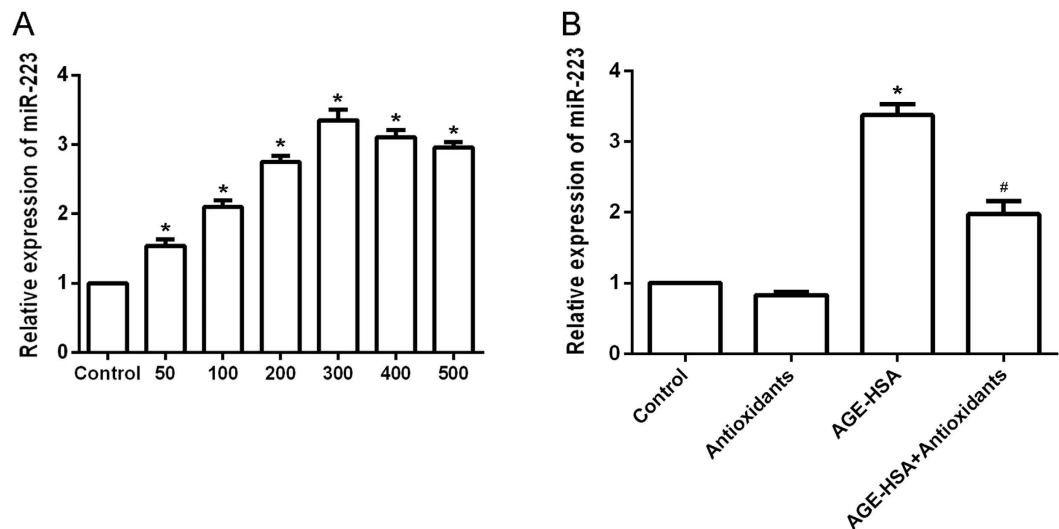 A
Relative expression of miR-223
4
3
2
1
0
* * * * * *
Control 50 100 200 300 400 500
B
Relative expression of miR-223
4
3
2
1
0
*
#
Control
Antioxidants
AGE-HSA
AGE-HSA+Antioxidants